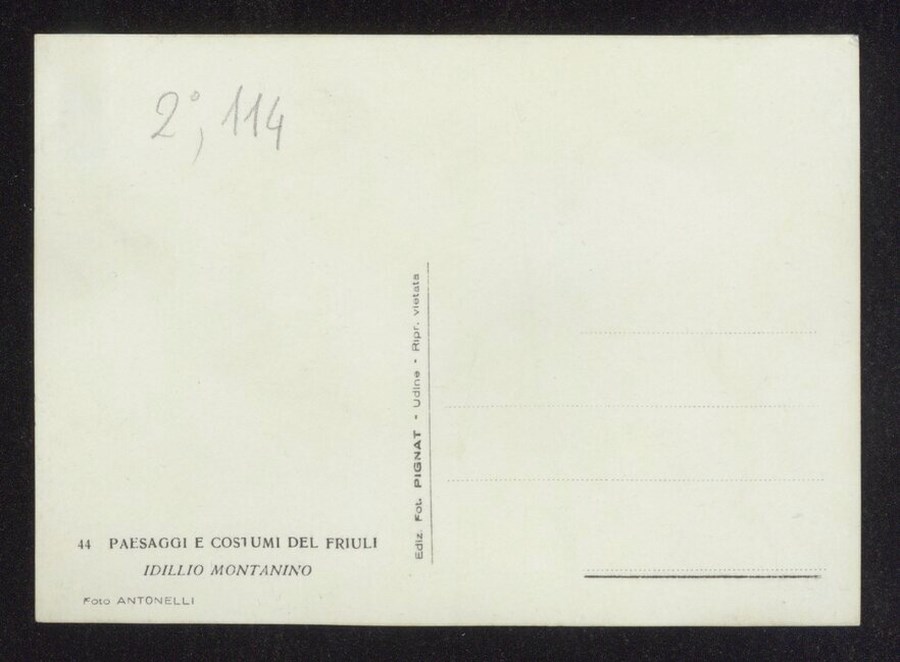 2°, 114
44 PAESAGGI E COSTUMI DEL FRIULI
IDILLIO MONTANINO
Foto ANTONELLI
Ediz. Fot. PIGNAT - Udine - Ripr. vietata